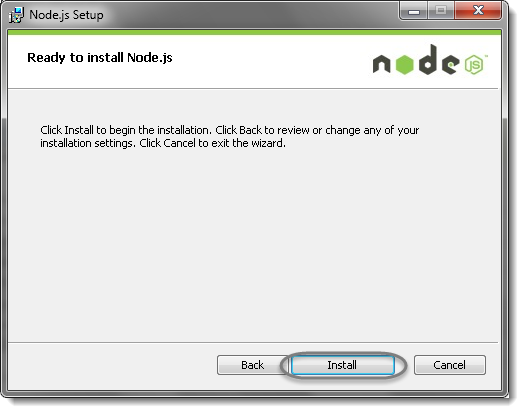 Node.js Setup
Ready to install Node.js
node js ™
Click Install to begin the installation. Click Back to review or change any of your
installation settings. Click Cancel to exit the wizard.
Back Install Cancel